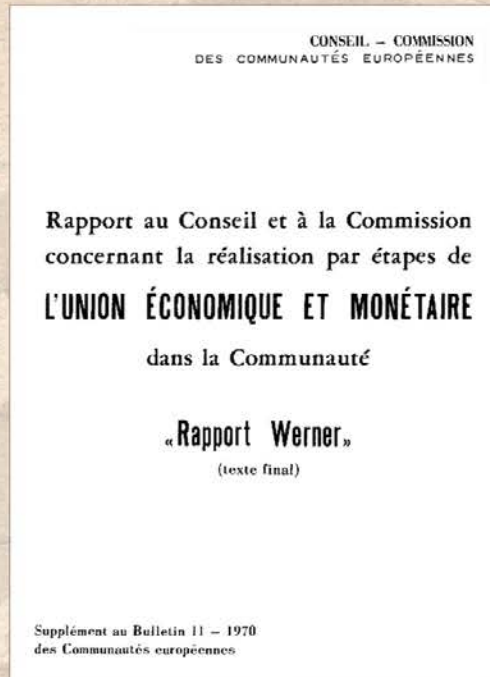 CONSEIL – COMMISSION
DES COMMUNAUTÉS EUROPÉENNES
Rapport au Conseil et à la Commission
concernant la réalisation par étapes de
L'UNION ÉCONOMIQUE ET MONÉTAIRE
dans la Communauté
«Rapport Werner»
(texte final)
Supplément au Bulletin 11 – 1970
des Communautés européennes